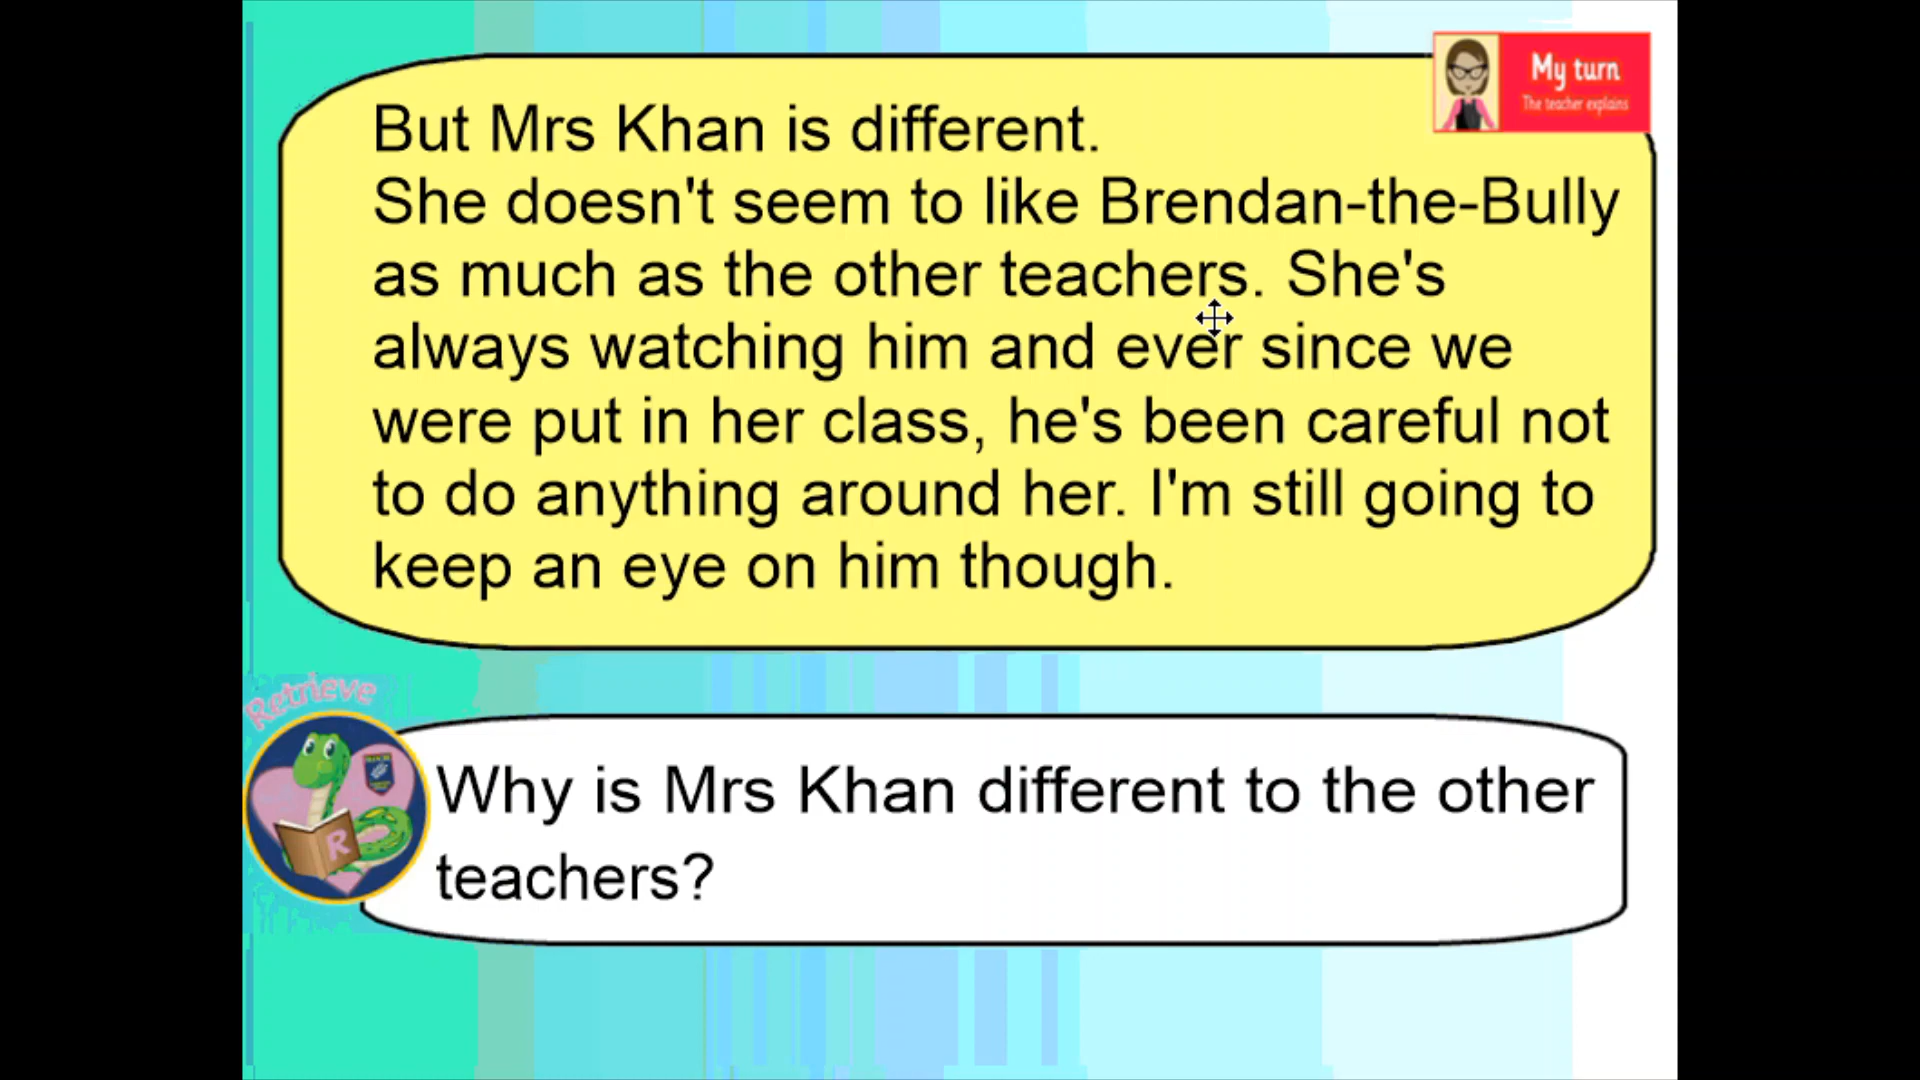 My turn
The teacher explains
But Mrs Khan is different.
She doesn't seem to like Brendan-the-Bully
as much as the other teachers. She's
always watching him and ever since we
were put in her class, he's been careful not
to do anything around her. I'm still going to
keep an eye on him though.
Retrieve
R
Why is Mrs Khan different to the other
teachers?